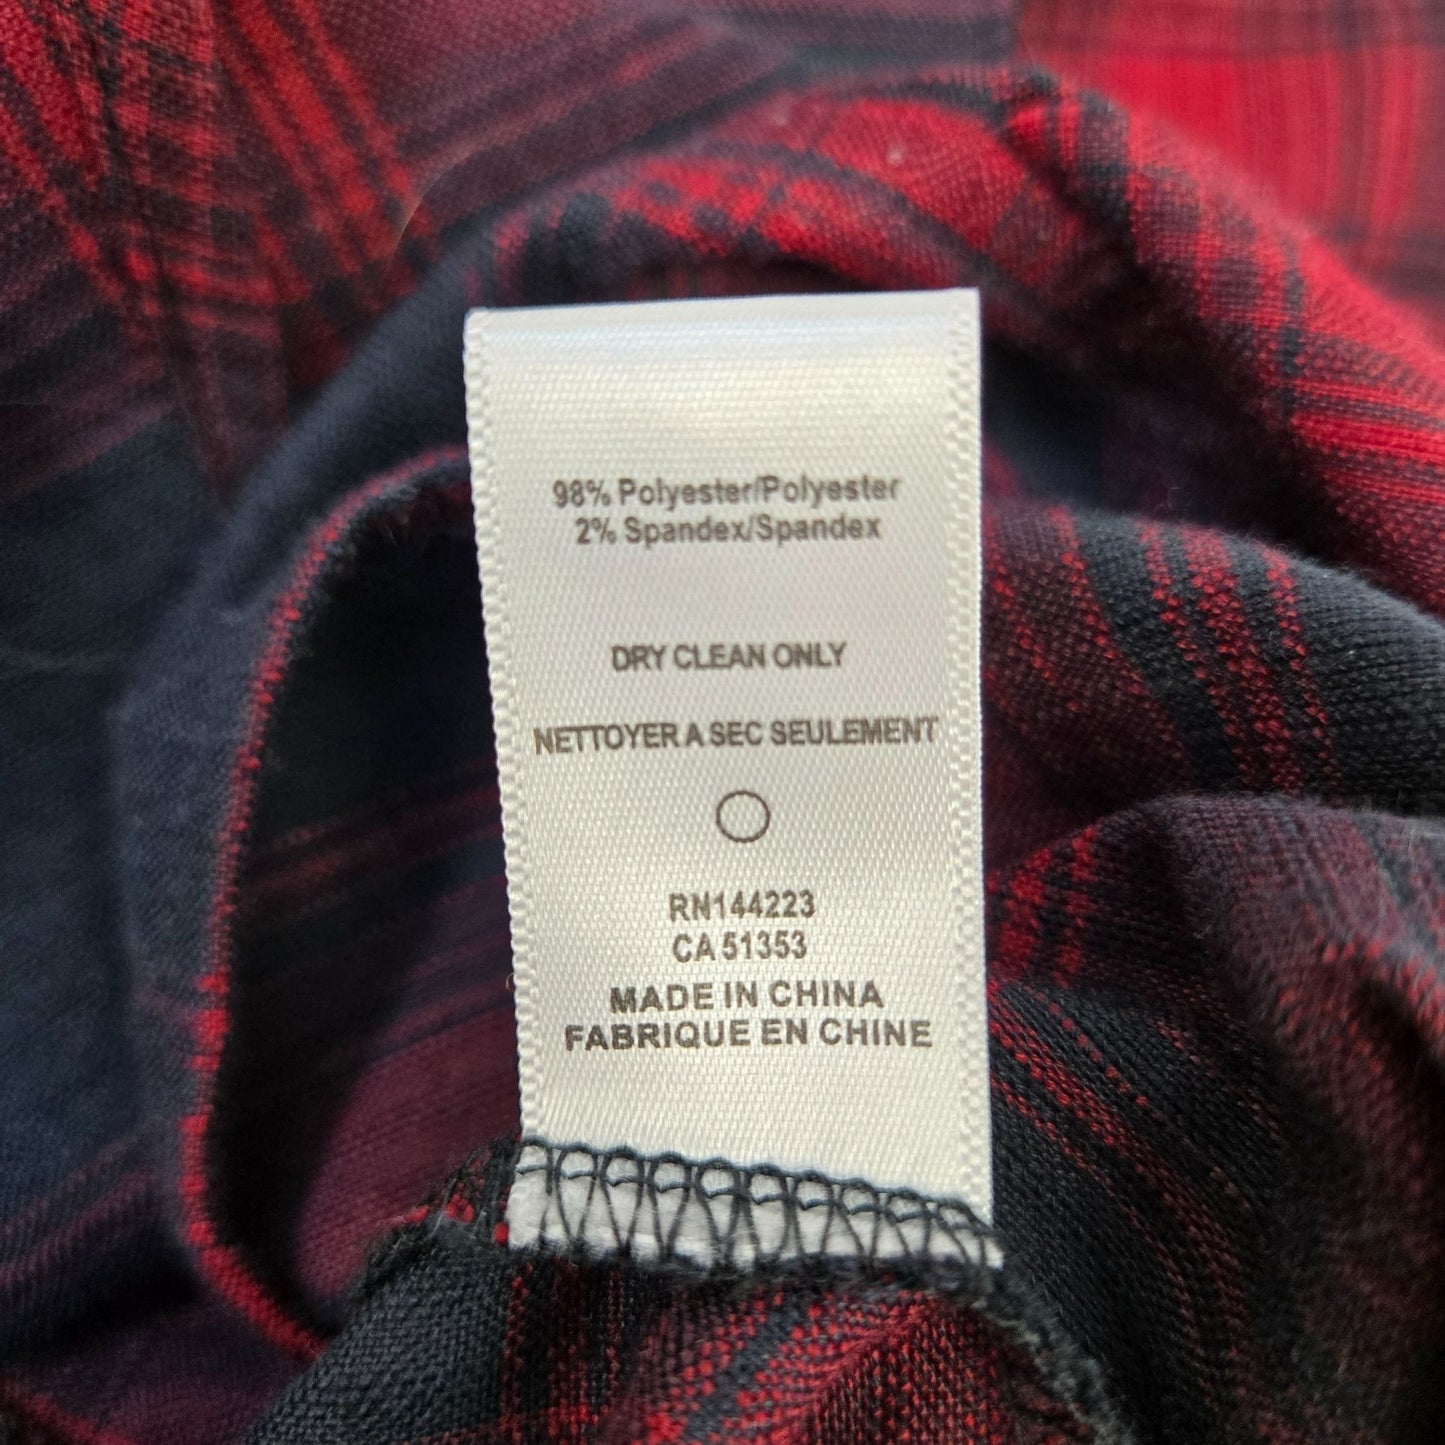 98% Polyester/Polyester
2% Spandex/Spandex
DRY CLEAN ONLY
NETTOYER A SEC SEULEMENT
RN144223
CA 51353
MADE IN CHINA
FABRIQUE EN CHINE